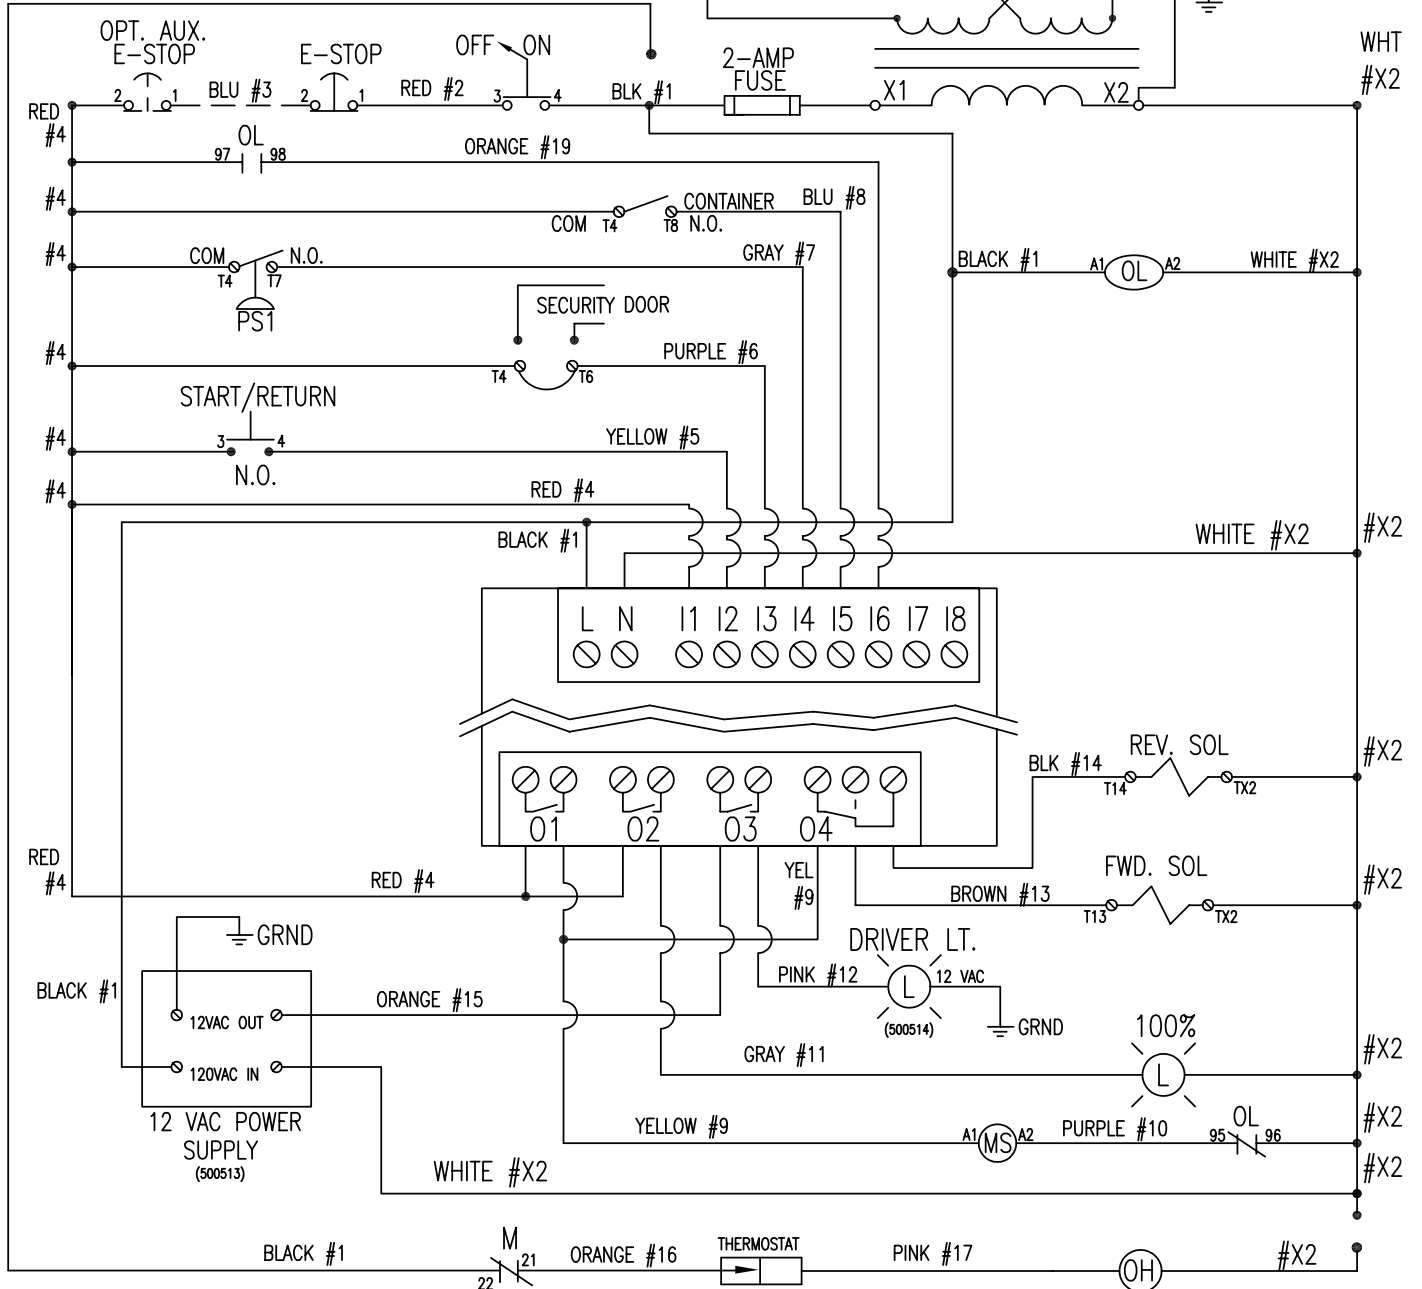 OPT. AUX.
E-STOP
E-STOP
OFF ON
2-AMP
FUSE
WHT
#X2
2 1
BLU #3
2 1
RED #2
3 4
BLK #1
X1
X2
RED
#4
OL
97 98
ORANGE #19
#4
COM T4
T8 N.O.
CONTAINER
BLU #8
#4
COM
N.O.
T4 T7
PS1
GRAY #7
BLACK #1
A1 OL A2
WHITE #X2
SECURITY DOOR
#4
T4 T6
PURPLE #6
START/RETURN
#4
3 4
N.O.
YELLOW #5
#4
RED #4
BLACK #1
WHITE #X2
#X2
L N I1 I2 I3 I4 I5 I6 I7 I8
BLK #14
REV. SOL
T14 TX2
#X2
O1 O2 O3 O4
RED
#4
RED #4
YEL
#9
BROWN #13
FWD. SOL
T13 TX2
#X2
GRND
DRIVER LT.
PINK #12
L
12 VAC
(500514)
GRND
BLACK #1
12VAC OUT
ORANGE #15
120VAC IN
12 VAC POWER
SUPPLY
(500513)
GRAY #11
100%
L
#X2
YELLOW #9
A1 MS A2
PURPLE #10
OL
95 96
#X2
WHITE #X2
#X2
BLACK #1
M
22 21
ORANGE #16
THERMOSTAT
PINK #17
OH
#X2